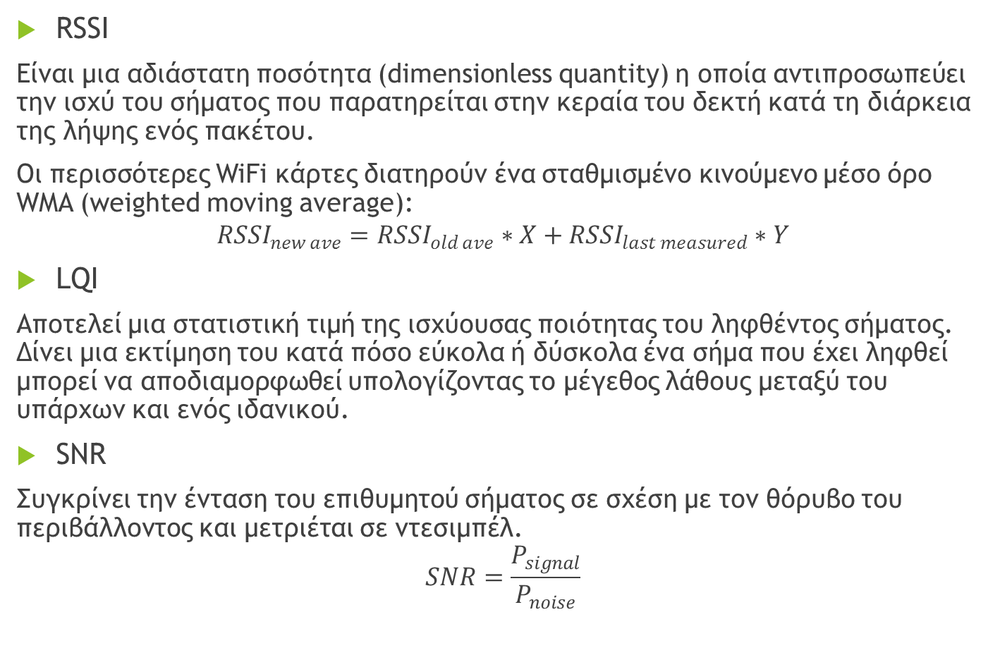 RSSI
Είναι μια αδιάστατη ποσότητα (dimensionless quantity) η οποία αντιπροσωπεύει
την ισχύ του σήματος που παρατηρείται στην κεραία του δεκτή κατά τη διάρκεια
της λήψης ενός πακέτου.
Οι περισσότερες WiFi κάρτες διατηρούν ένα σταθμισμένο κινούμενο μέσο όρο
WMA (weighted moving average):
RSSI_{new ave} = RSSI_{old ave} ∗ X + RSSI_{last measured} ∗ Y
LQI
Αποτελεί μια στατιστική τιμή της ισχύουσας ποιότητας του ληφθέντος σήματος.
Δίνει μια εκτίμηση του κατά πόσο εύκολα ή δύσκολα ένα σήμα που έχει ληφθεί
μπορεί να αποδιαμορφωθεί υπολογίζοντας το μέγεθος λάθους μεταξύ του
υπάρχων και ενός ιδανικού.
SNR
Συγκρίνει την ένταση του επιθυμητού σήματος σε σχέση με τον θόρυβο του
περιβάλλοντος και μετριέται σε ντεσιμπέλ.
SNR = P_{signal} / P_{noise}